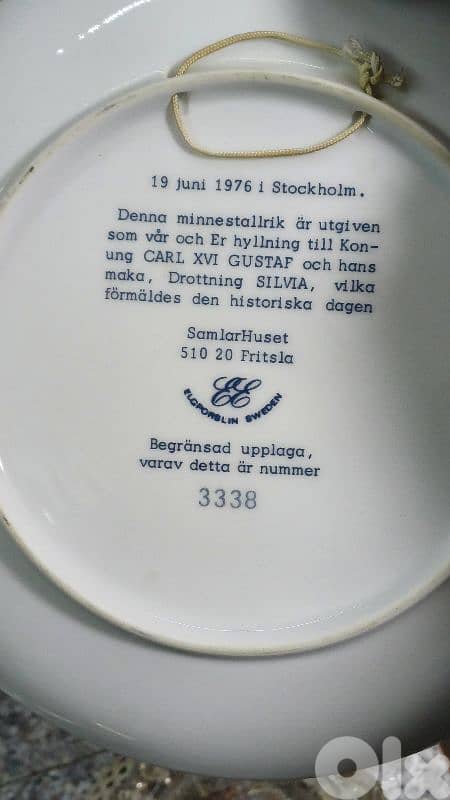 19 juni 1976 i Stockholm.
Denna minnestallrik är utgiven
som vår och Er hyllning till Kon-
ung CARL XVI GUSTAF och hans
maka, Drottning SILVIA, vilka
förmäldes den historiska dagen
SamlarHuset
510 20 Fritsla
EE
ELGPORSLIN SWEDEN
Begränsad upplaga,
varav detta är nummer
3338
olx